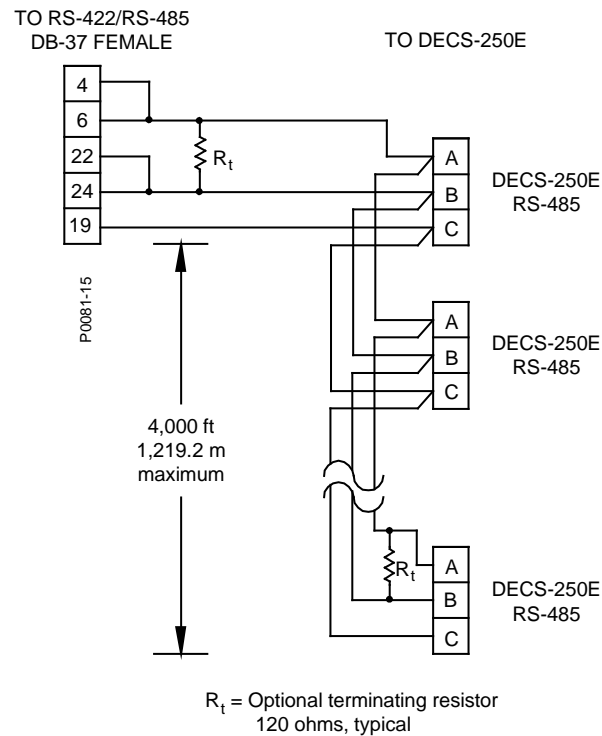 TO RS-422/RS-485
DB-37 FEMALE
TO DECS-250E
4
6
22
24
19
Rt
A
B
C
DECS-250E
RS-485
P0081-15
A
B
C
DECS-250E
RS-485
4,000 ft
1,219.2 m
maximum
Rt
A
B
C
DECS-250E
RS-485
Rt = Optional terminating resistor
120 ohms, typical